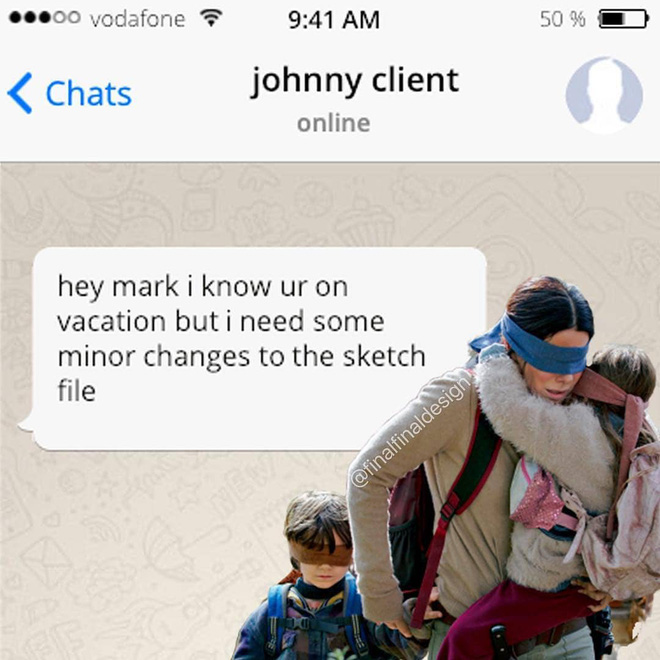 vodafone 9:41 AM 50 %
Chats johnny client
online
hey mark i know ur on
vacation but i need some
minor changes to the sketch
file
@finalfinaldesign